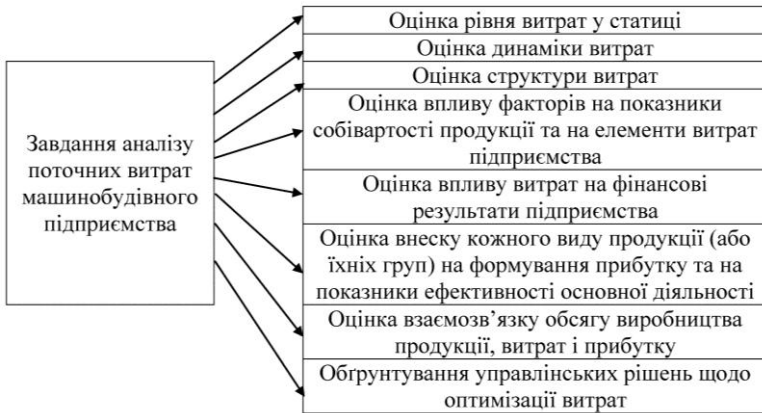 Завдання аналізу
поточних витрат
машинобудівного
підприємства
Оцінка рівня витрат у статиці
Оцінка динаміки витрат
Оцінка структури витрат
Оцінка впливу факторів на показники
собівартості продукції та на елементи витрат
підприємства
Оцінка впливу витрат на фінансові
результати підприємства
Оцінка внеску кожного виду продукції (або
їхніх груп) на формування прибутку та на
показники ефективності основної діяльності
Оцінка взаємозв’язку обсягу виробництва
продукції, витрат і прибутку
Обґрунтування управлінських рішень щодо
оптимізації витрат